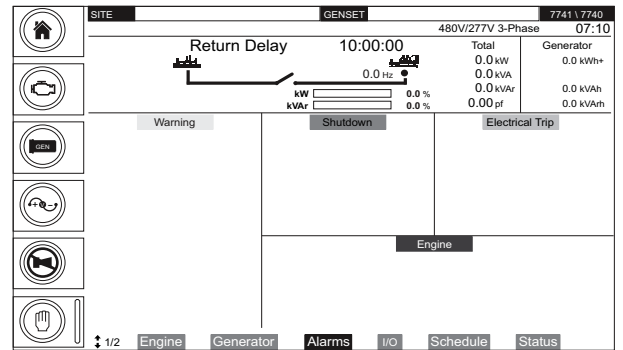 SITE GENSET 7741 \ 7740
480V/277V 3-Phase 07:10
Return Delay 10:00:00 Total Generator
0.0 kW 0.0 kWh+
0.0 Hz 0.0 kVA
kW 0.0 % 0.0 kVAr 0.0 kVAh
kVAr 0.0 % 0.00 pf 0.0 kVArh
Warning Shutdown Electrical Trip
GEN
Engine
1/2 Engine Generator Alarms I/O Schedule Status